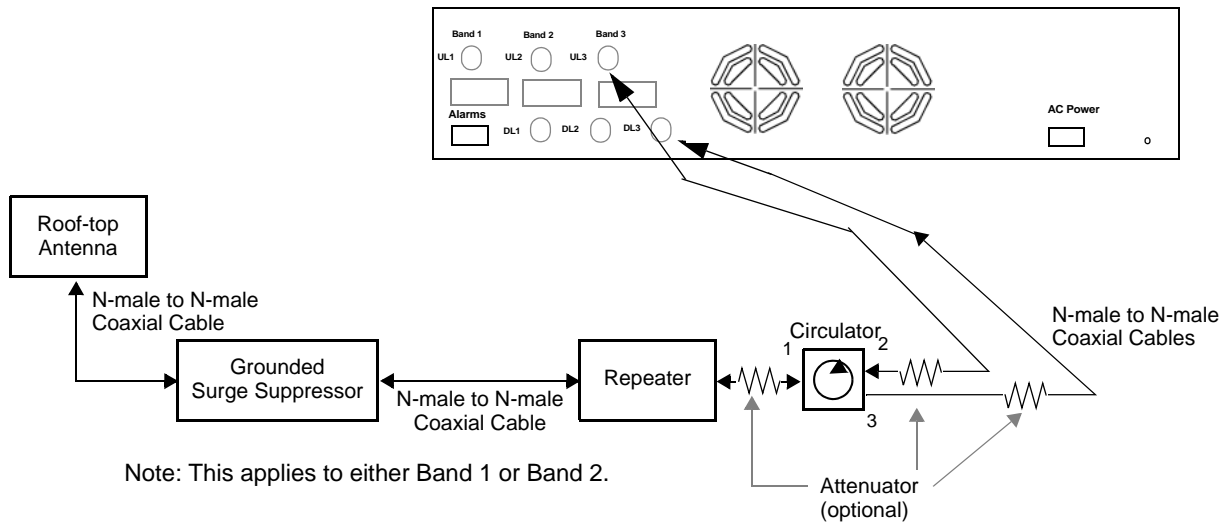 Band 1 Band 2 Band 3
UL1 UL2 UL3
Alarms
DL1 DL2 DL3
AC Power
o
Roof-top
Antenna
N-male to N-male
Coaxial Cable
Grounded
Surge Suppressor
N-male to N-male
Coaxial Cable
Repeater
Circulator
1 2
3
N-male to N-male
Coaxial Cables
Note: This applies to either Band 1 or Band 2.
Attenuator
(optional)